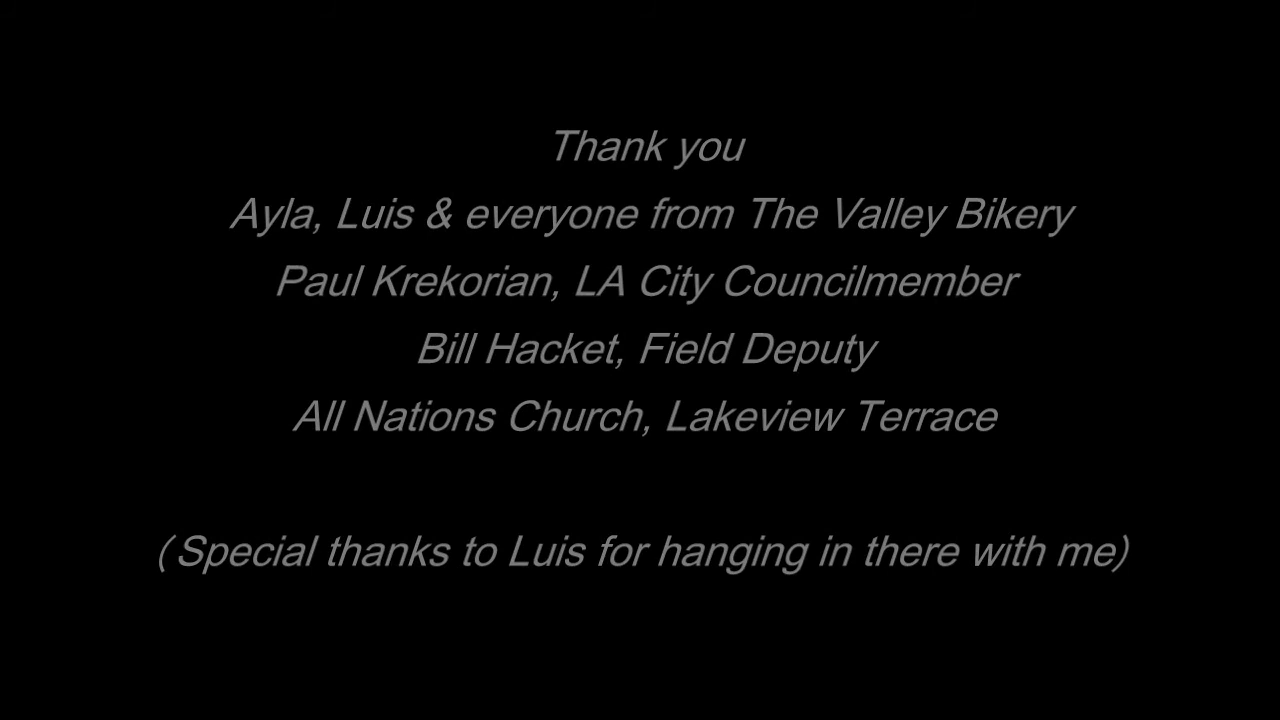 Thank you
Ayla, Luis & everyone from The Valley Bikery
Paul Krekorian, LA City Councilmember
Bill Hacket, Field Deputy
All Nations Church, Lakeview Terrace
(Special thanks to Luis for hanging in there with me)